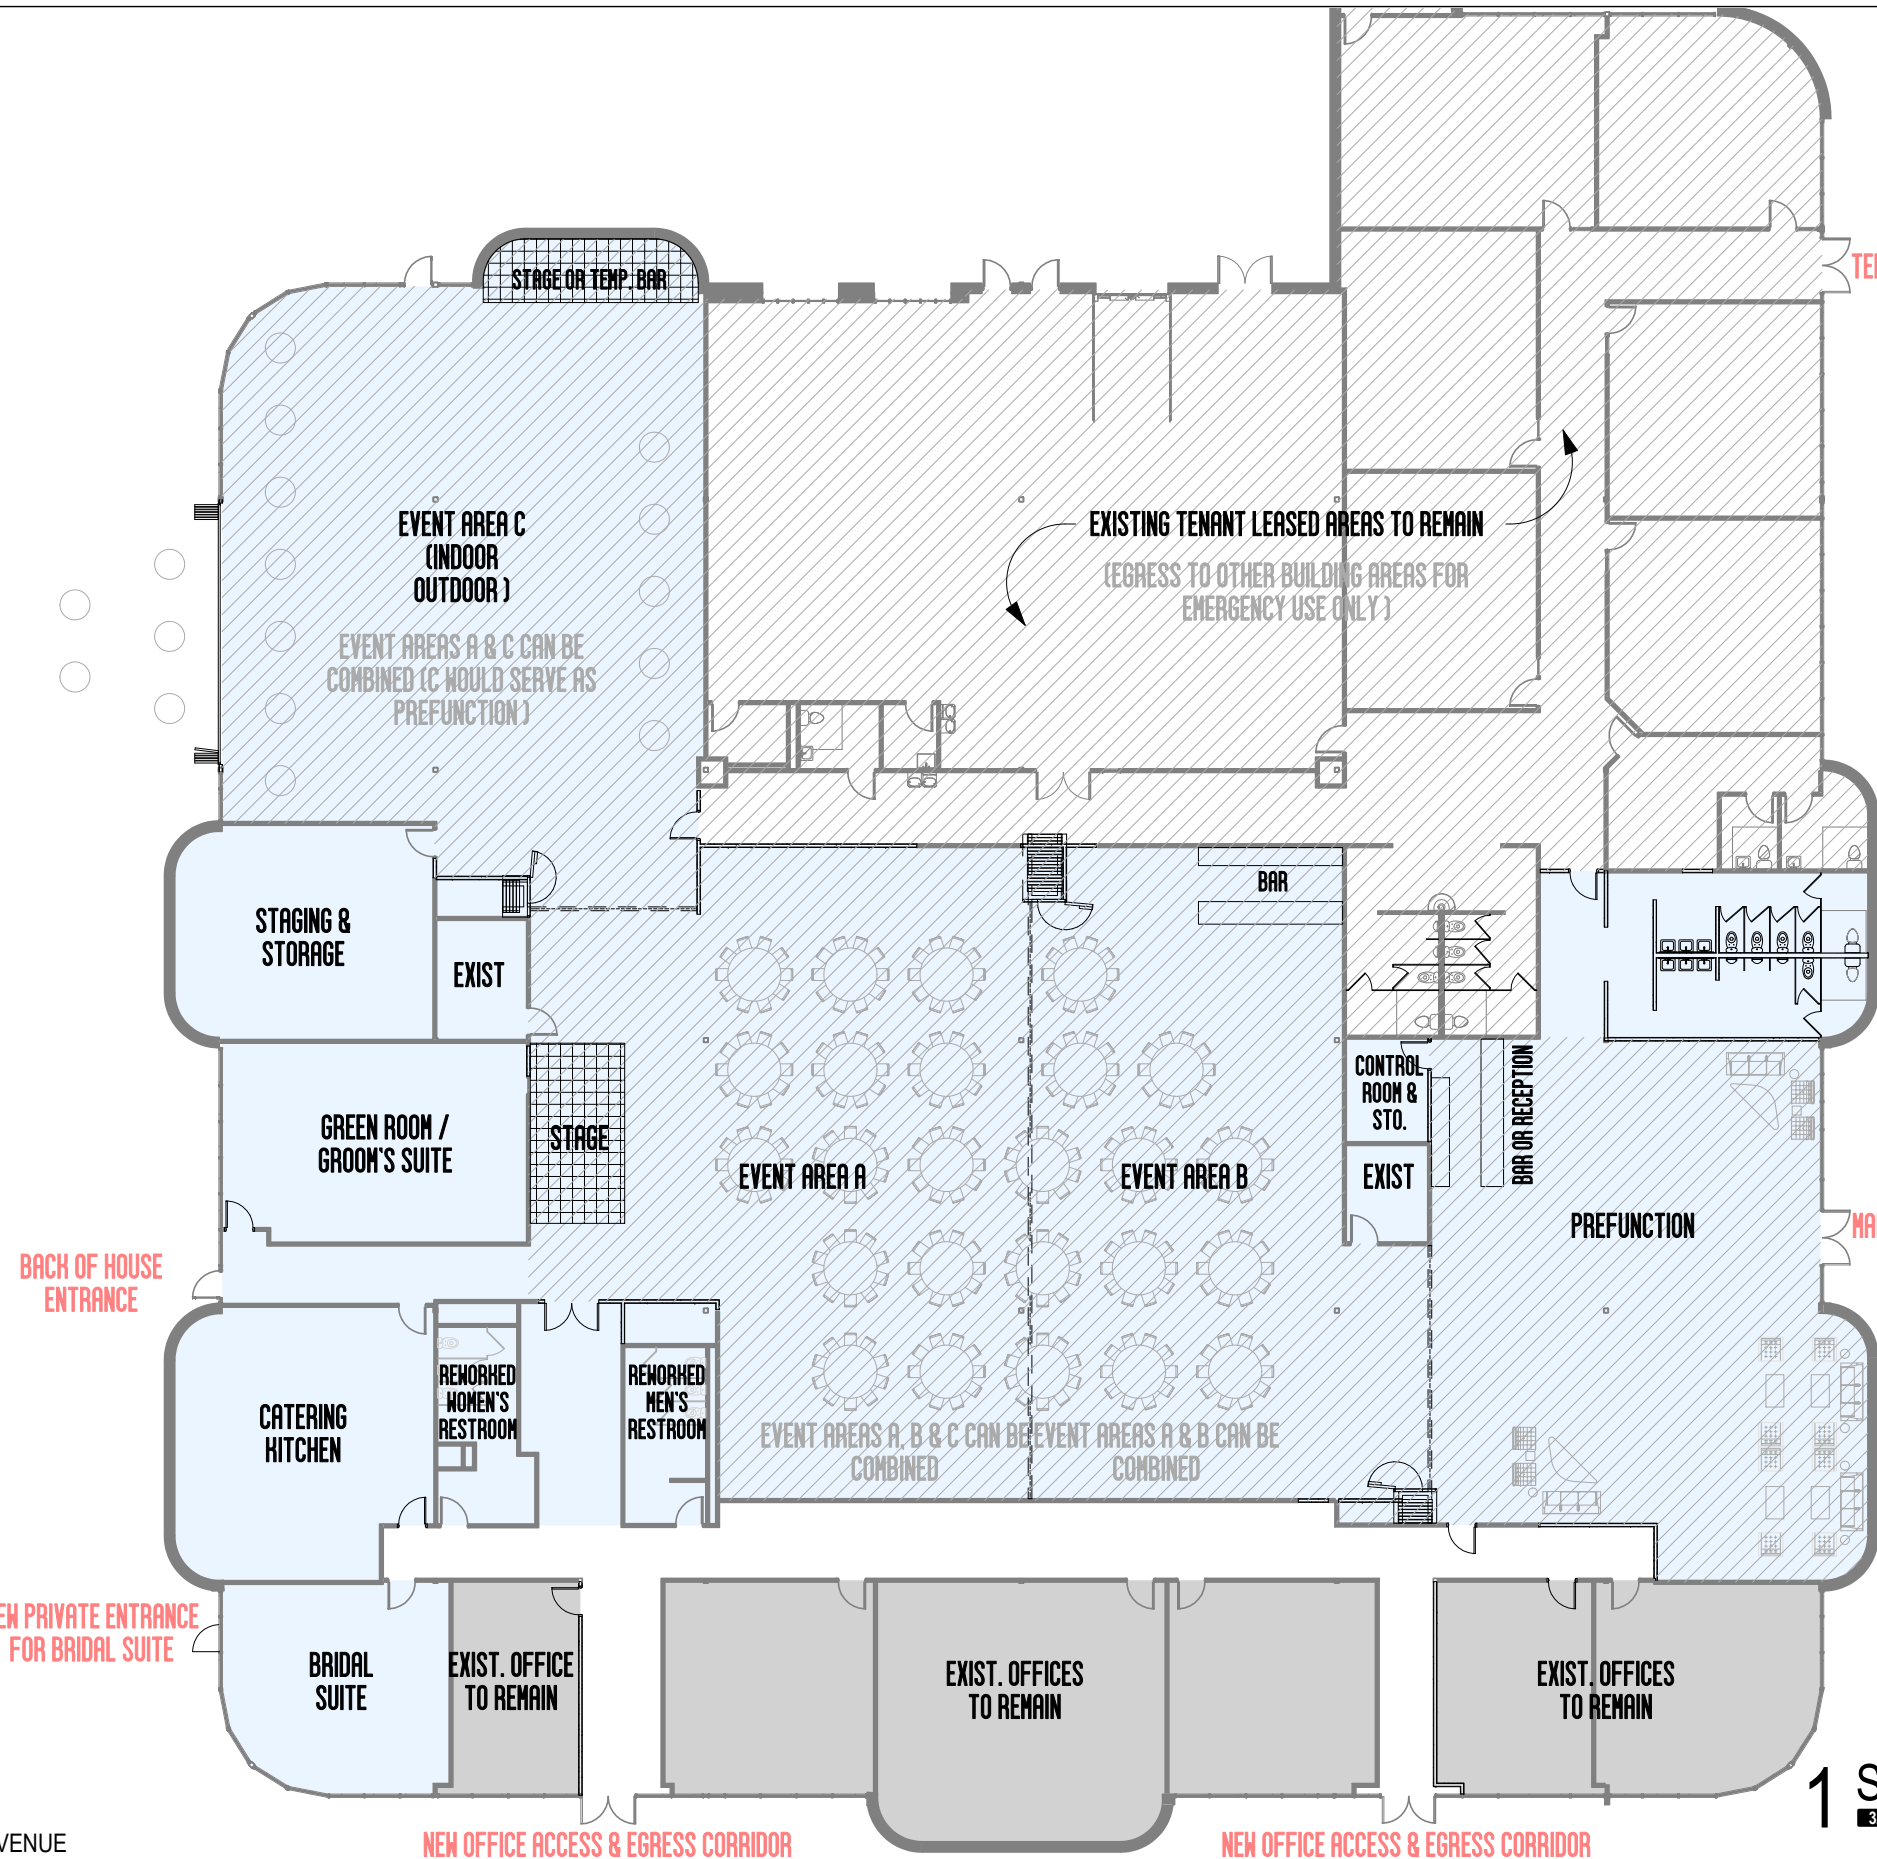 STAGE OR TEMP. BAR
EVENT AREA C
(INDOOR
OUTDOOR )
EVENT AREAS A & C CAN BE
COMBINED (C WOULD SERVE AS
PREFUNCTION )
EXISTING TENANT LEASED AREAS TO REMAIN
(EGRESS TO OTHER BUILDING AREAS FOR
EMERGENCY USE ONLY )
BAR
STAGING &
STORAGE
EXIST
GREEN ROOM /
GROOM'S SUITE
STAGE
EVENT AREA A
EVENT AREA B
CONTROL
ROOM &
STO.
EXIST
BAR OR RECEPTION
PREFUNCTION
BACK OF HOUSE
ENTRANCE
CATERING
KITCHEN
REWORKED
WOMEN'S
RESTROOM
REWORKED
MEN'S
RESTROOM
EVENT AREAS A, B & C CAN BE
COMBINED
EVENT AREAS A & B CAN BE
COMBINED
PRIVATE ENTRANCE
FOR BRIDAL SUITE
BRIDAL
SUITE
EXIST. OFFICE
TO REMAIN
EXIST. OFFICES
TO REMAIN
EXIST. OFFICES
TO REMAIN
NEW OFFICE ACCESS & EGRESS CORRIDOR
NEW OFFICE ACCESS & EGRESS CORRIDOR
1